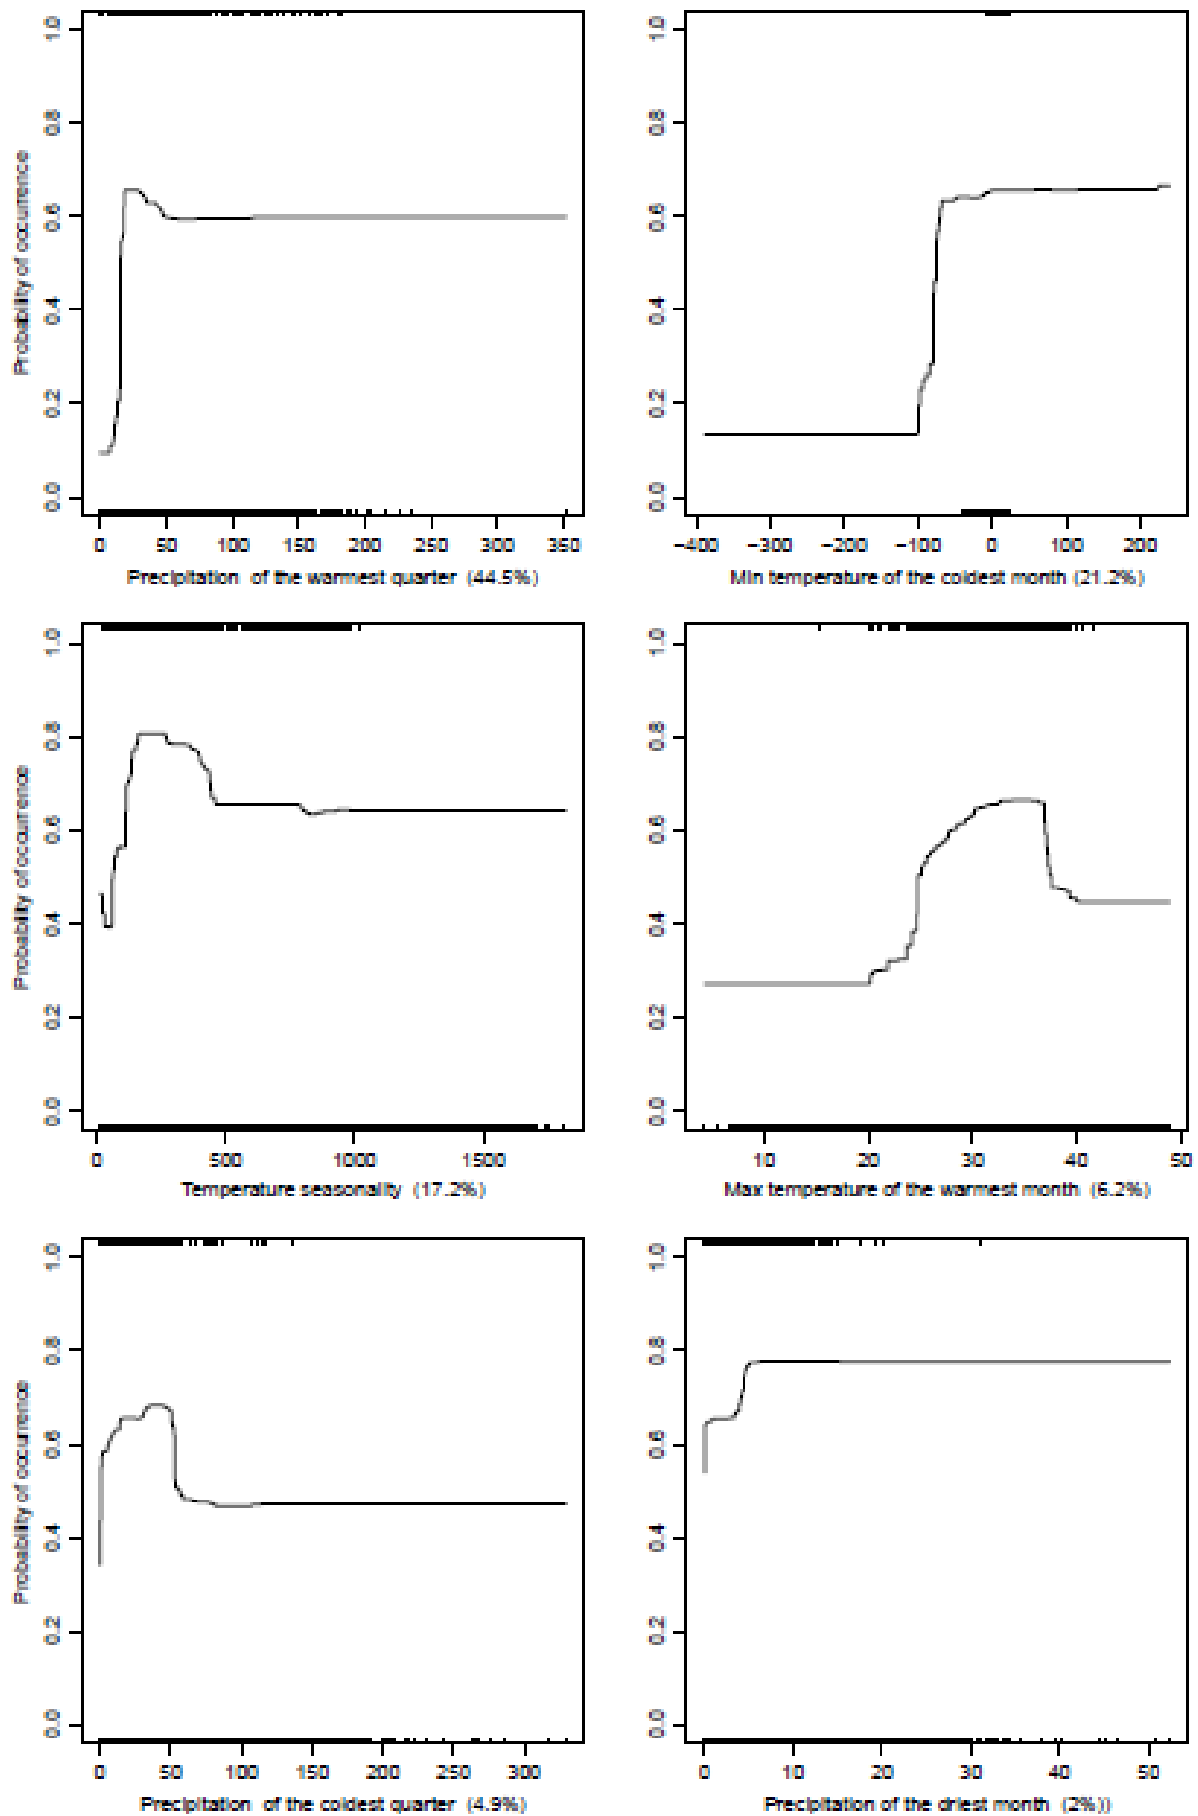 0.0 0.2 0.4 0.6 0.8 1.0
Probability of occurrence
0 50 100 150 200 250 300 350
Precipitation of the warmest quarter (44.5%)
0.0 0.2 0.4 0.6 0.8 1.0
−400 −300 −200 −100 0 100 200
Min temperature of the coldest month (21.2%)
0.0 0.2 0.4 0.6 0.8 1.0
Probability of occurrence
0 500 1000 1500
Temperature seasonality (17.2%)
0.0 0.2 0.4 0.6 0.8 1.0
10 20 30 40 50
Max temperature of the warmest month (6.2%)
0.0 0.2 0.4 0.6 0.8 1.0
Probability of occurrence
0 50 100 150 200 250 300
Precipitation of the coldest quarter (4.9%)
0.0 0.2 0.4 0.6 0.8 1.0
0 10 20 30 40 50
Precipitation of the driest month (2%))